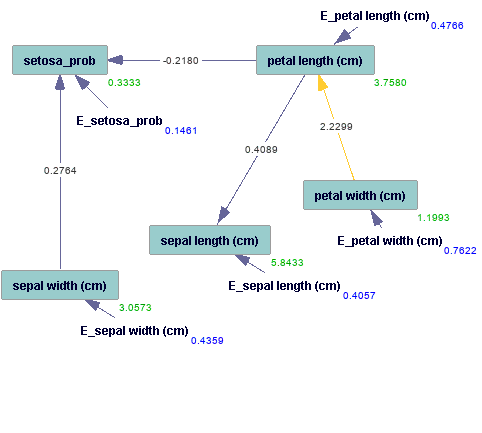 E_petal length (cm)
0.4766
setosa_prob
-0.2180
petal length (cm)
0.3333
3.7580
E_setosa_prob
0.1461
2.2299
0.4089
0.2764
petal width (cm)
1.1993
sepal length (cm)
E_petal width (cm)
0.7622
5.8433
sepal width (cm)
E_sepal length (cm)
0.4057
3.0573
E_sepal width (cm)
0.4359